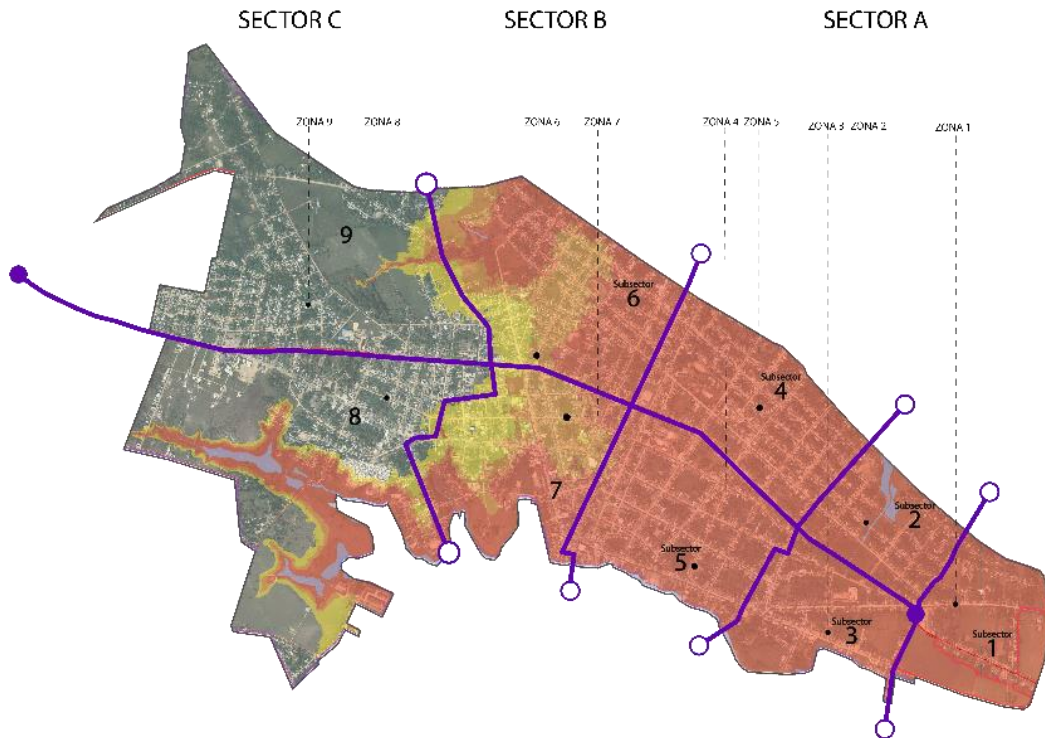 SECTOR C SECTOR B SECTOR A
ZONA 9 ZONA 8 ZONA 6 ZONA 7 ZONA 4 ZONA 5 ZONA 3 ZONA 2 ZONA 1
9
Subsector
6
Subsector
4
8
7
Subsector
2
Subsector
5
Subsector
3
Subsector
1